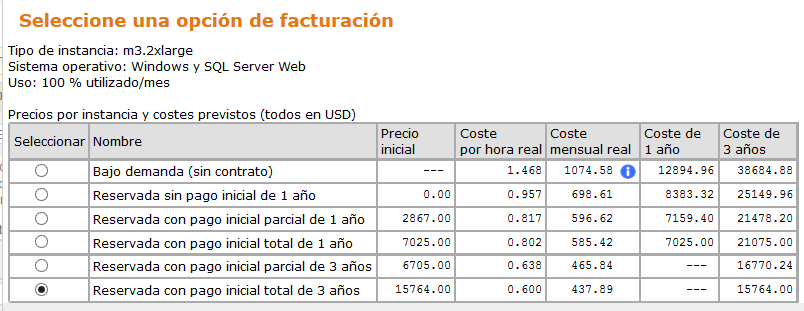 Seleccione una opción de facturación
Tipo de instancia: m3.2xlarge
Sistema operativo: Windows y SQL Server Web
Uso: 100 % utilizado/mes
Precios por instancia y costes previstos (todos en USD)
Seleccionar Nombre Precio inicial Coste por hora real Coste mensual real Coste de 1 año Coste de 3 años
Bajo demanda (sin contrato) --- 1.468 1074.58 i 12894.96 38684.88
Reservada sin pago inicial de 1 año 0.00 0.957 698.61 8383.32 25149.96
Reservada con pago inicial parcial de 1 año 2867.00 0.817 596.62 7159.40 21478.20
Reservada con pago inicial total de 1 año 7025.00 0.802 585.42 7025.00 21075.00
Reservada con pago inicial parcial de 3 años 6705.00 0.638 465.84 --- 16770.24
Reservada con pago inicial total de 3 años 15764.00 0.600 437.89 --- 15764.00